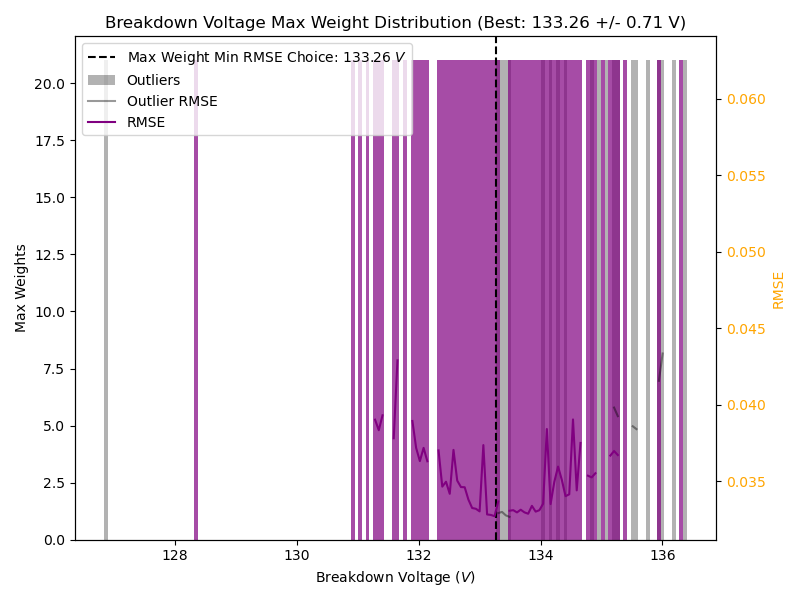 Breakdown Voltage Max Weight Distribution (Best: 133.26 +/- 0.71 V)
Max Weight Min RMSE Choice: 133.26 V
Outliers
Outlier RMSE
RMSE
20.0
17.5
15.0
12.5
10.0
7.5
5.0
2.5
0.0
Max Weights
0.060
0.055
0.050
0.045
0.040
0.035
RMSE
128
130
132
134
136
Breakdown Voltage (V)